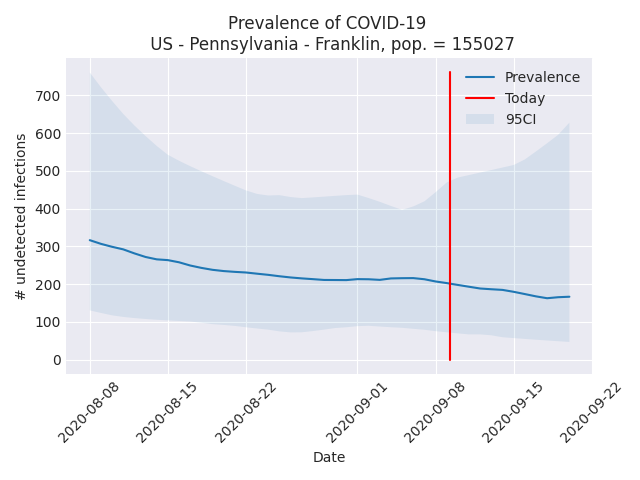 Prevalence of COVID-19
US - Pennsylvania - Franklin, pop. = 155027
Prevalence
Today
95CI
# undetected infections
700
600
500
400
300
200
100
0
2020-08-08
2020-08-15
2020-08-22
2020-09-01
2020-09-08
2020-09-15
2020-09-22
Date